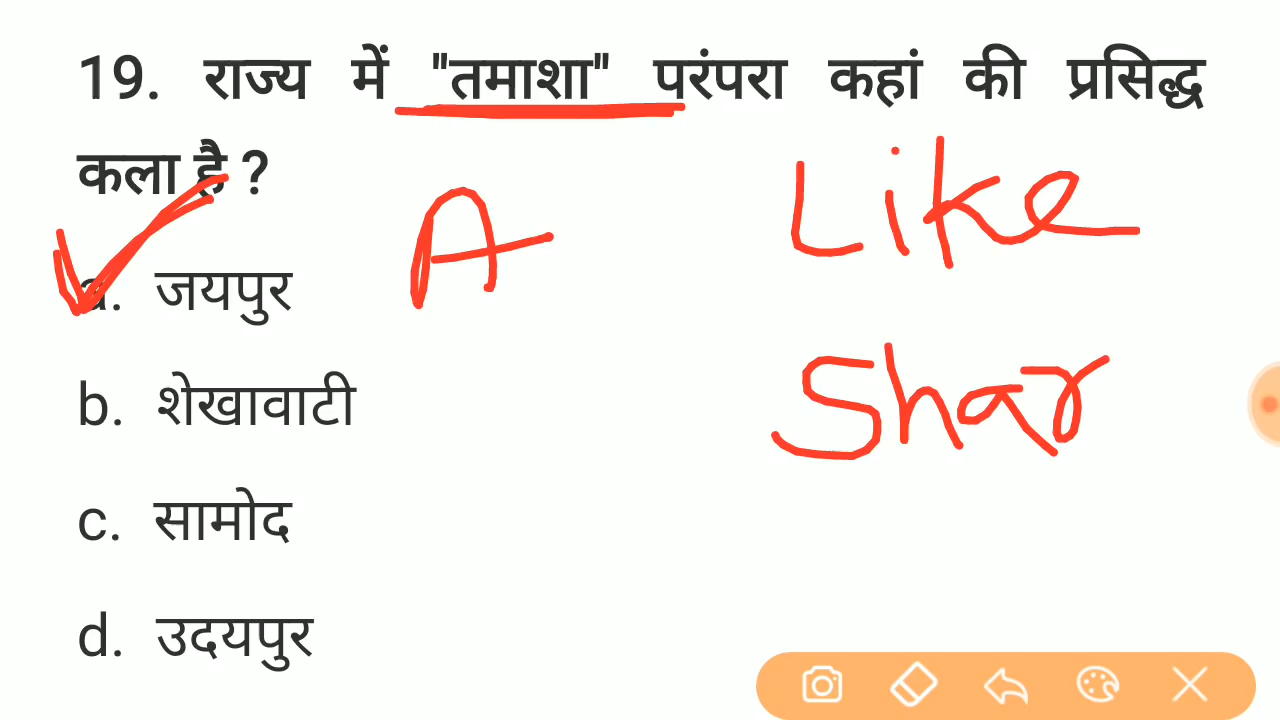 19. राज्य में "तमाशा" परंपरा कहां की प्रसिद्ध
कला है ?
a. जयपुर
A
Like
b. शेखावाटी
Shar
c. सामोद
d. उदयपुर